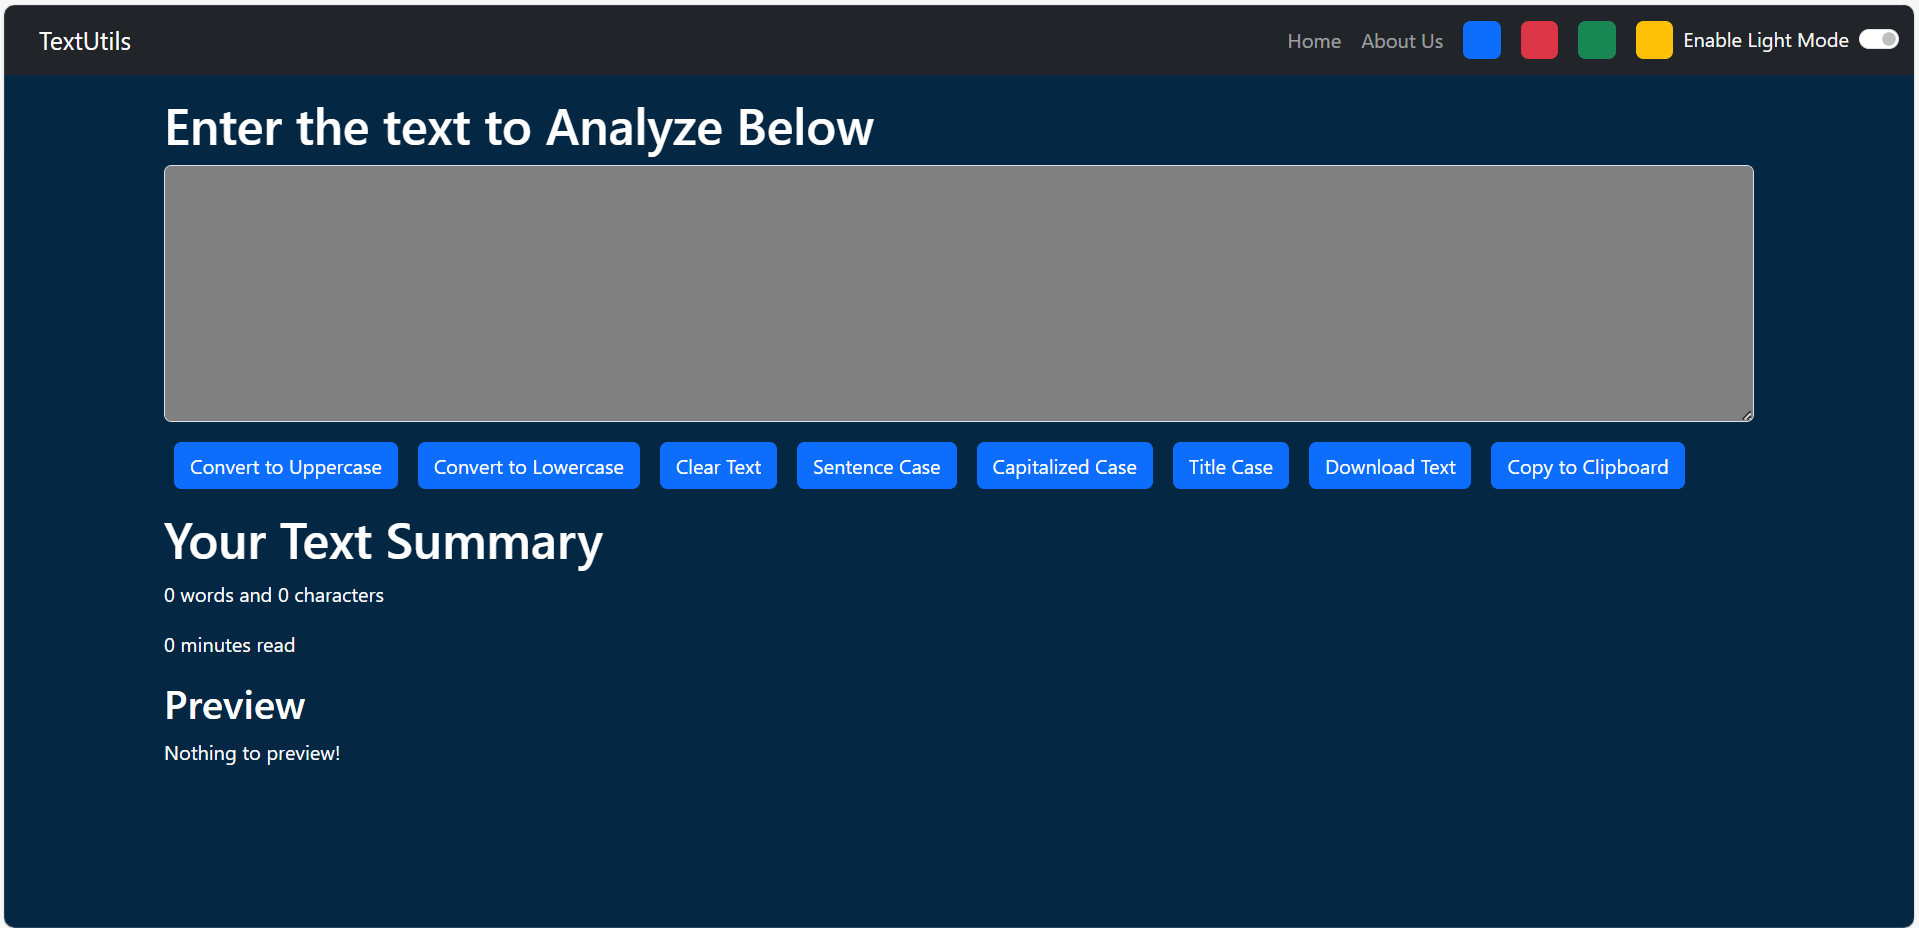 TextUtils Home About Us Enable Light Mode
Enter the text to Analyze Below
Convert to Uppercase Convert to Lowercase Clear Text Sentence Case Capitalized Case Title Case Download Text Copy to Clipboard
Your Text Summary
0 words and 0 characters
0 minutes read
Preview
Nothing to preview!